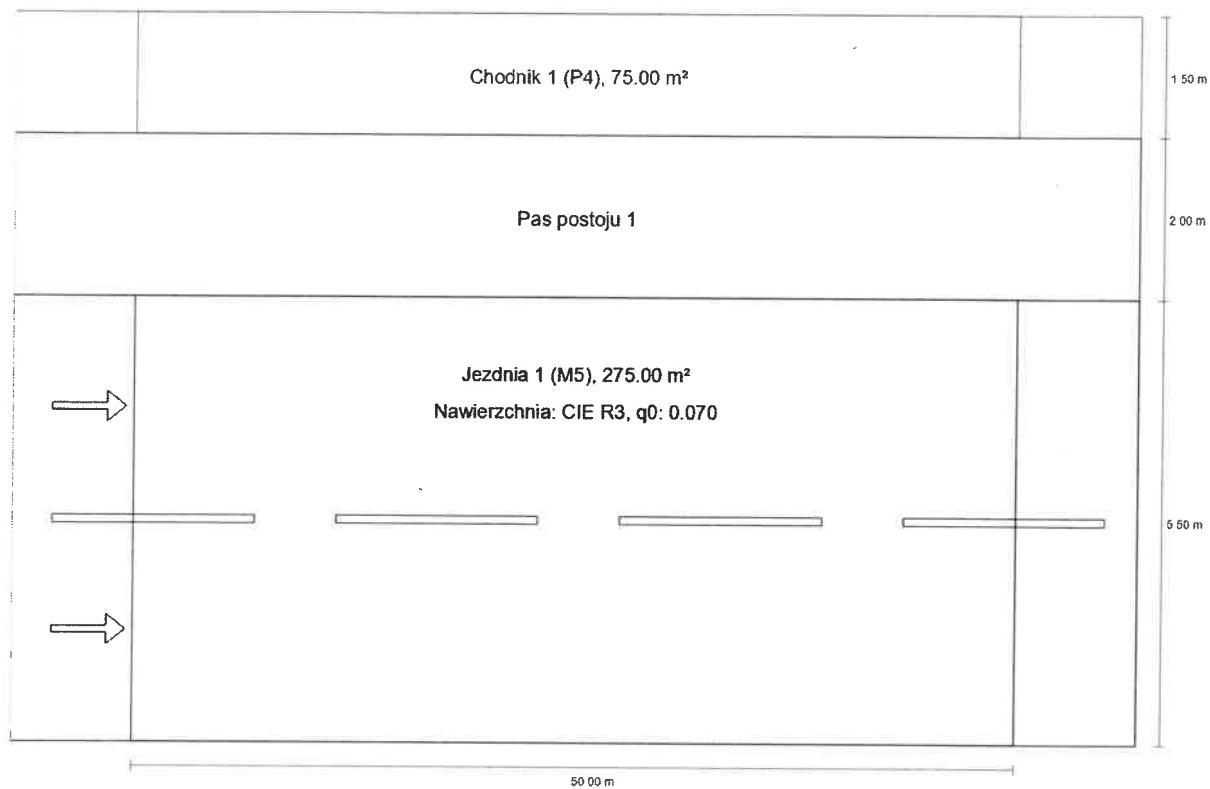 Chodnik 1 (P4), 75.00 m²
1 50 m
Pas postoju 1
2 00 m
Jezdnia 1 (M5), 275.00 m²
Nawierzchnia: CIE R3, q0: 0.070
5 50 m
50 00 m